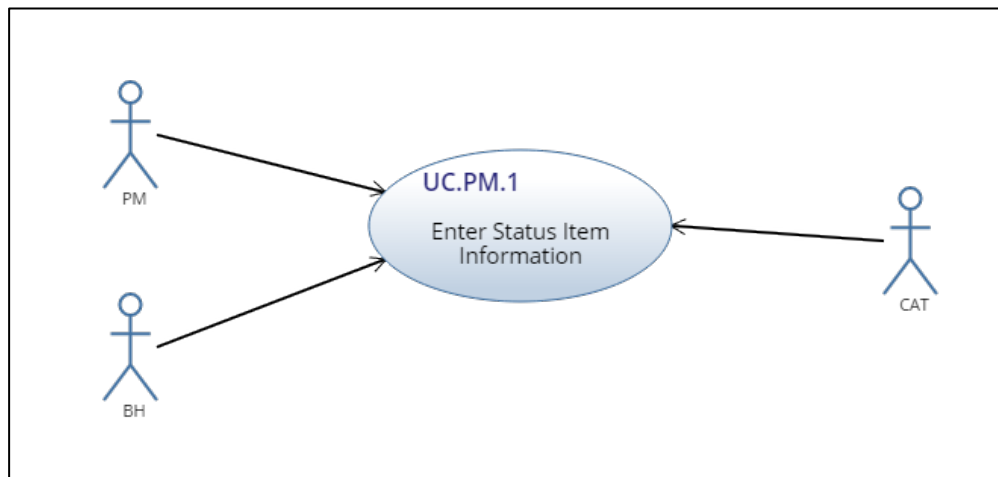 PM
UC.PM.1
Enter Status Item
Information
CAT
BH